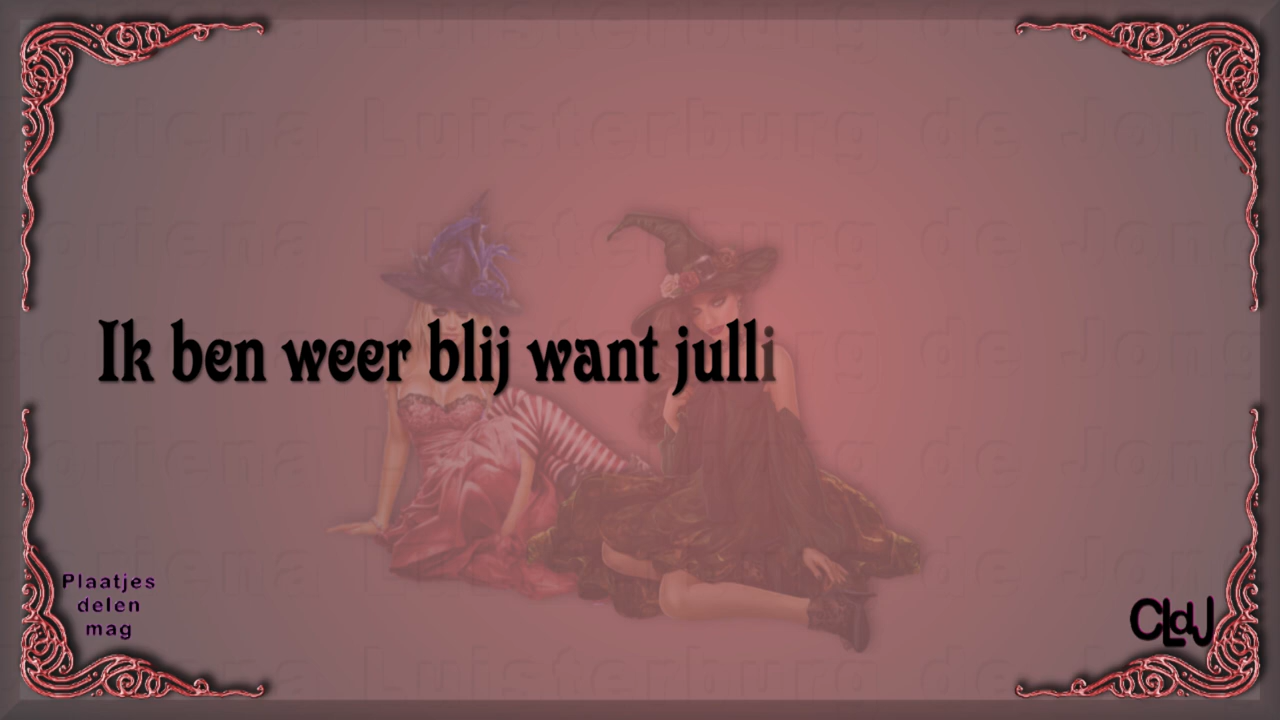 Ik ben weer blij want julli
Plaatjes
delen
mag
CLdJ